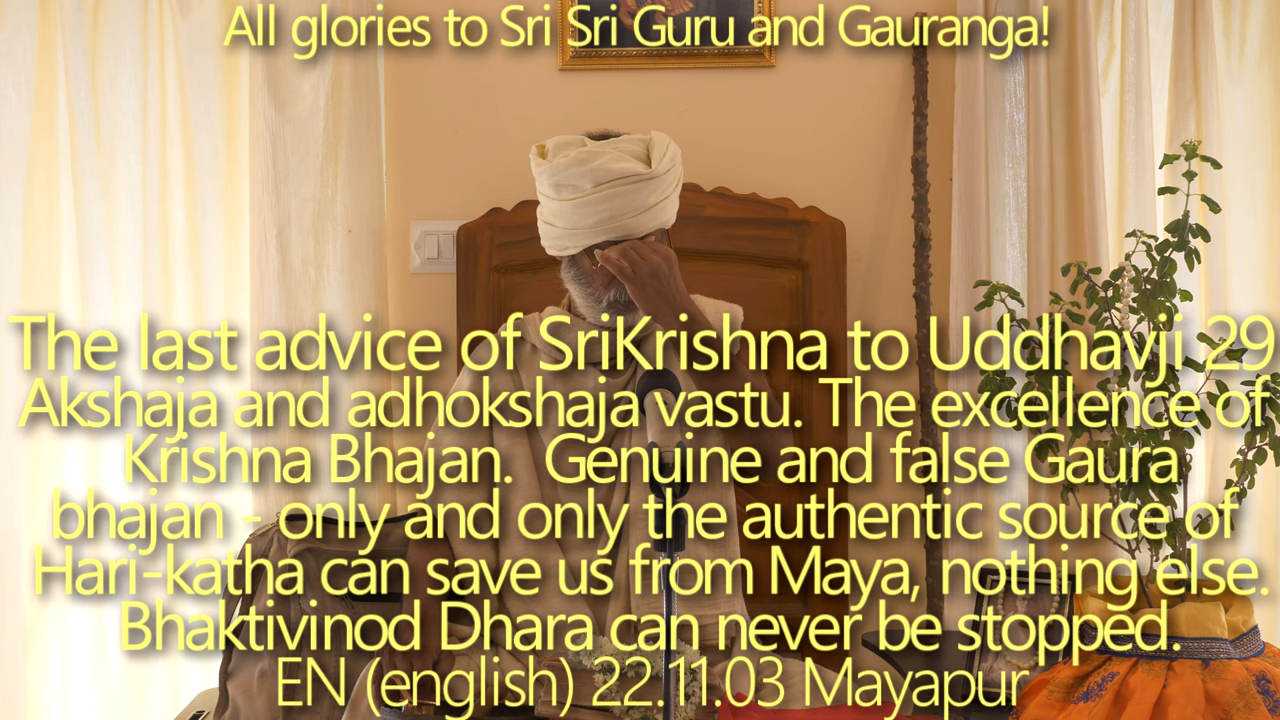 All glories to Sri Sri Guru and Gauranga!
The last advice of SriKrishna to Uddhavji 29
Akshaja and adhokshaja vastu. The excellence of
Krishna Bhajan.  Genuine and false Gaura
bhajan - only and only the authentic source of
Hari-katha can save us from Maya, nothing else.
Bhaktivinod Dhara can never be stopped.
EN (english) 22.11.03 Mayapur